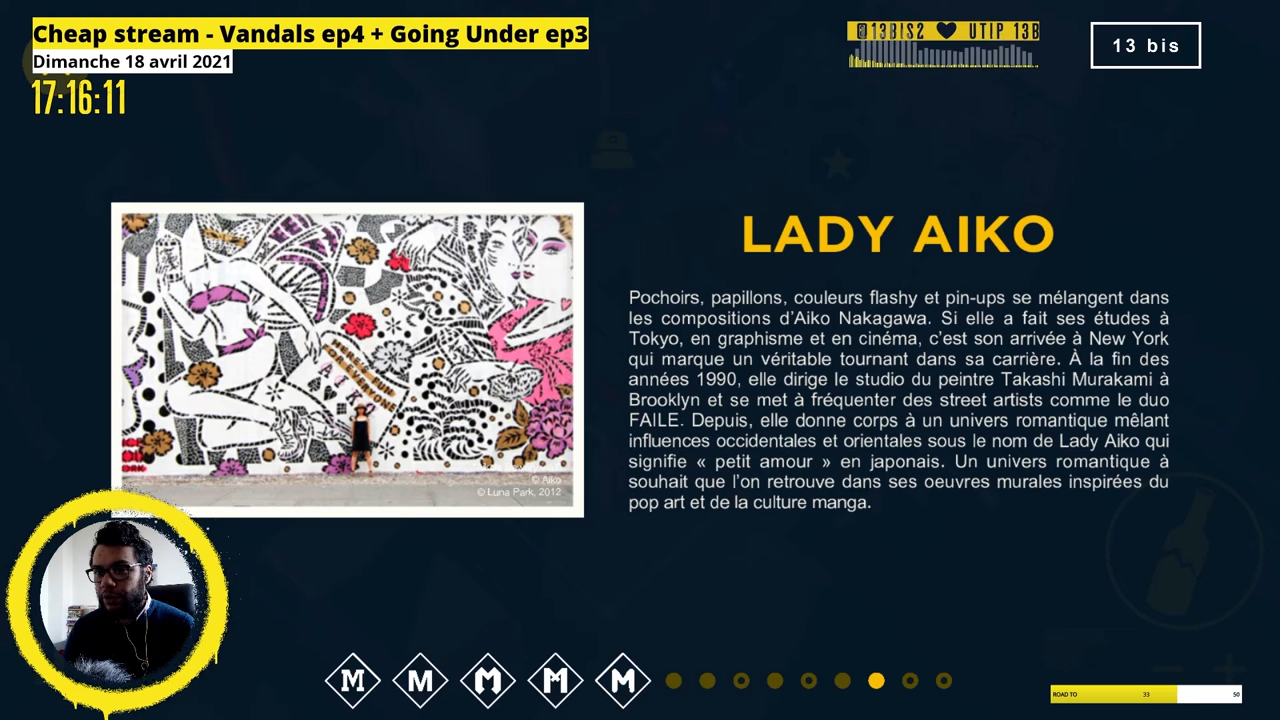 Cheap stream - Vandals ep4 + Going Under ep3
Dimanche 18 avril 2021
17:16:11
@13BIS2 UTIP 13B
13 bis
LADY AIKO
Pochoirs, papillons, couleurs flashy et pin-ups se mélangent dans
les compositions d'Aiko Nakagawa. Si elle a fait ses études à
Tokyo, en graphisme et en cinéma, c'est son arrivée à New York
qui marque un véritable tournant dans sa carrière. À la fin des
années 1990, elle dirige le studio du peintre Takashi Murakami à
Brooklyn et se met à fréquenter des street artists comme le duo
FAILE. Depuis, elle donne corps à un univers romantique mêlant
influences occidentales et orientales sous le nom de Lady Aiko qui
signifie « petit amour » en japonais. Un univers romantique à
souhait que l'on retrouve dans ses oeuvres murales inspirées du
pop art et de la culture manga.
© Aiko
© Luna Park, 2012
M M M M M
ROAD TO 33 50